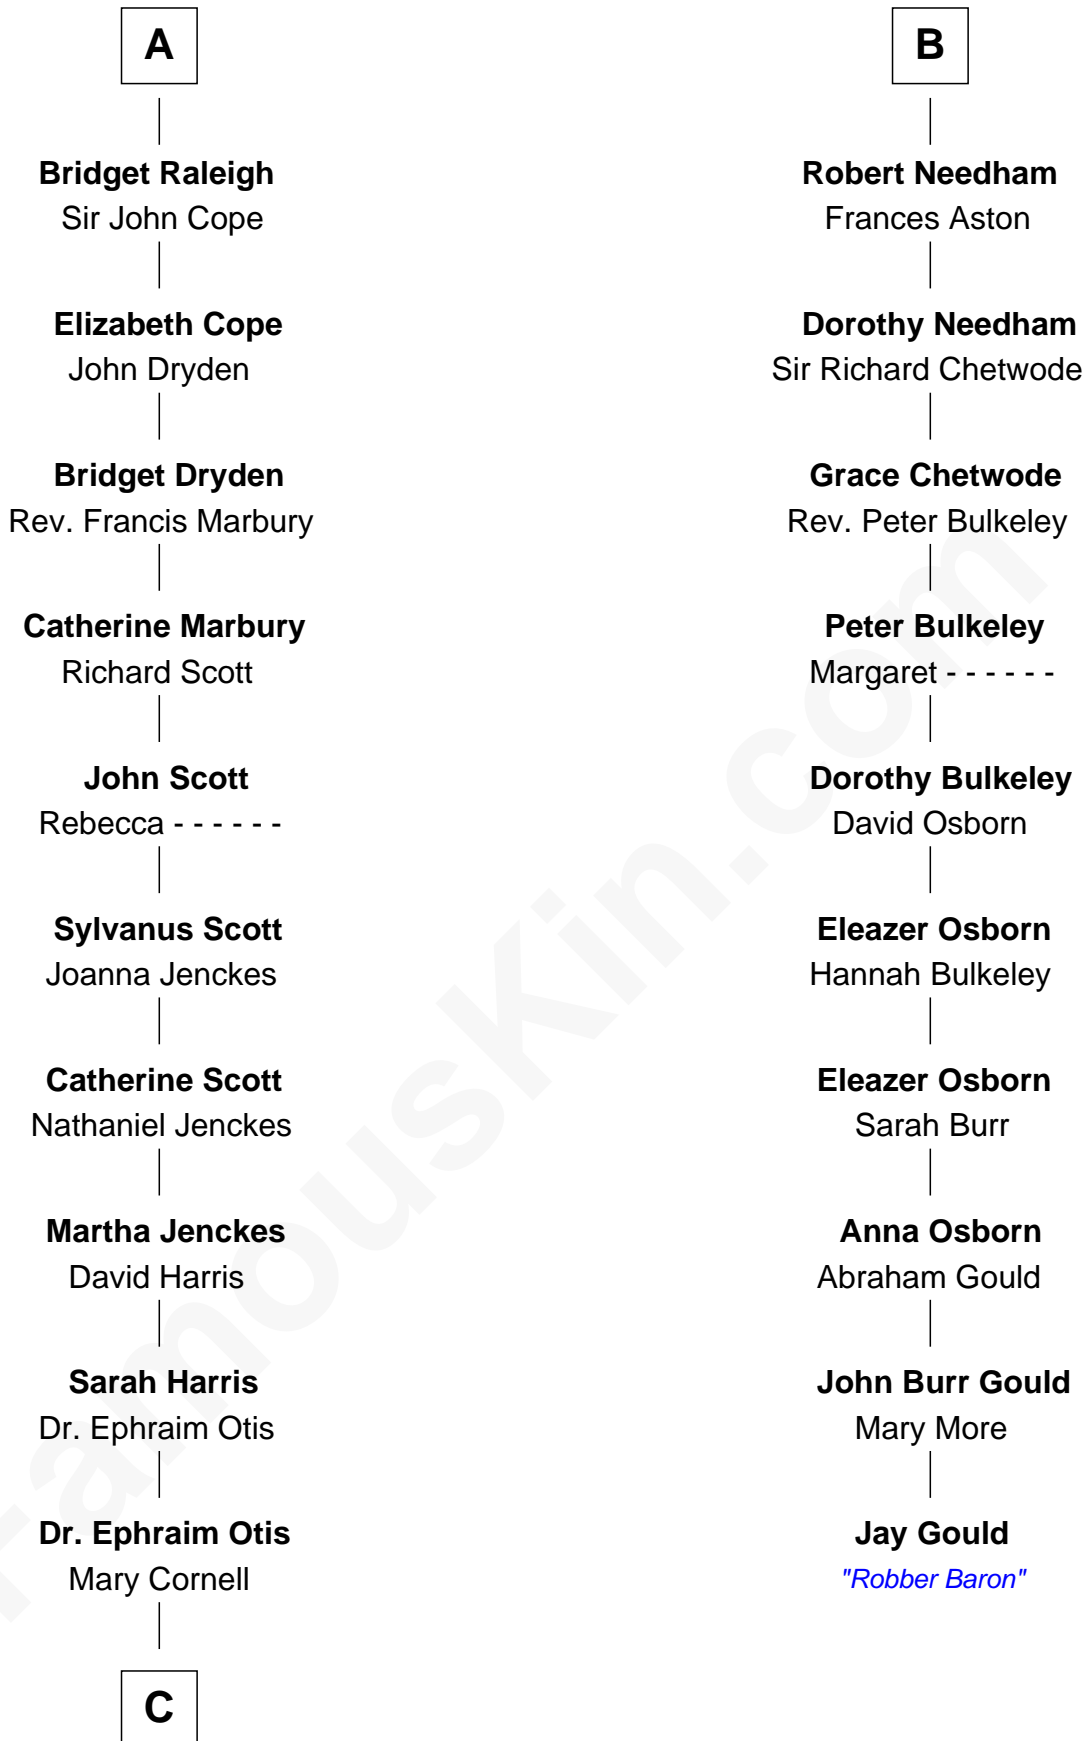 A
Bridget Raleigh
Sir John Cope
Elizabeth Cope
John Dryden
Bridget Dryden
Rev. Francis Marbury
Catherine Marbury
Richard Scott
John Scott
Rebecca - - - - - -
Sylvanus Scott
Joanna Jenckes
Catherine Scott
Nathaniel Jenckes
Martha Jenckes
David Harris
Sarah Harris
Dr. Ephraim Otis
Dr. Ephraim Otis
Mary Cornell
C
B
Robert Needham
Frances Aston
Dorothy Needham
Sir Richard Chetwode
Grace Chetwode
Rev. Peter Bulkeley
Peter Bulkeley
Margaret - - - - - -
Dorothy Bulkeley
David Osborn
Eleazer Osborn
Hannah Bulkeley
Eleazer Osborn
Sarah Burr
Anna Osborn
Abraham Gould
John Burr Gould
Mary More
Jay Gould
"Robber Baron"
FamousKin.com